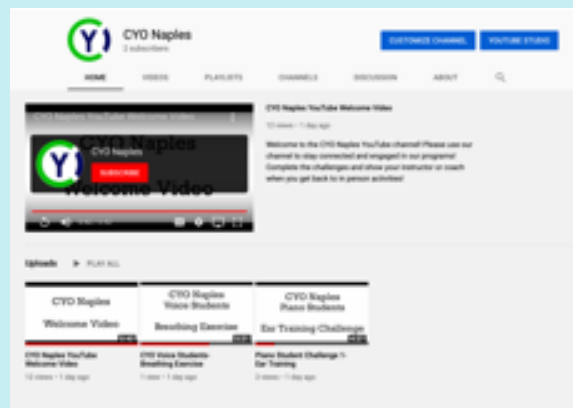 CYO Naples
2 subscribers
CUSTOMIZE CHANNEL
YOUTUBE STUDIO
HOME
VIDEOS
PLAYLISTS
CHANNELS
DISCUSSION
ABOUT
CYO Naples YouTube Welcome Video
CYO Naples
CYO Naples
SUBSCRIBE
Welcome Video
CYO Naples YouTube Welcome Video
12 views • 1 day ago
Welcome to the CYO Naples YouTube channel! Please use our
channel to stay connected and engaged in our programs!
Complete the challenges and show your instructor or coach
when you get back to in person activities!
Uploads
PLAY ALL
CYO Naples
Welcome Video
CYO Naples
Voice Students
Breathing Exercise
CYO Naples
Piano Students
Ear Training Challenge
CYO Naples YouTube
Welcome Video
12 views • 1 day ago
CYO Voice Students-
Breathing Exercise
1 view • 1 day ago
Piano Student Challenge 1-
Ear Training
2 views • 1 day ago